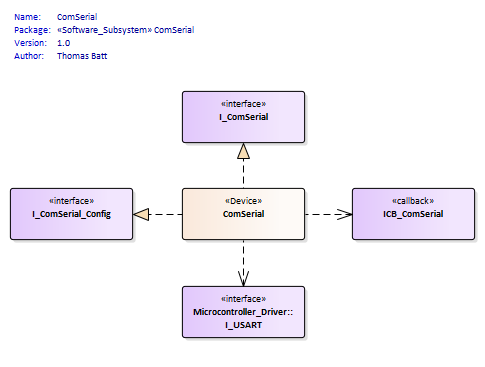 Name: ComSerial
Package: «Software_Subsystem» ComSerial
Version: 1.0
Author: Thomas Batt
«interface»
I_ComSerial
«interface»
I_ComSerial_Config
«Device»
ComSerial
«callback»
ICB_ComSerial
«interface»
Microcontroller_Driver::
I_USART